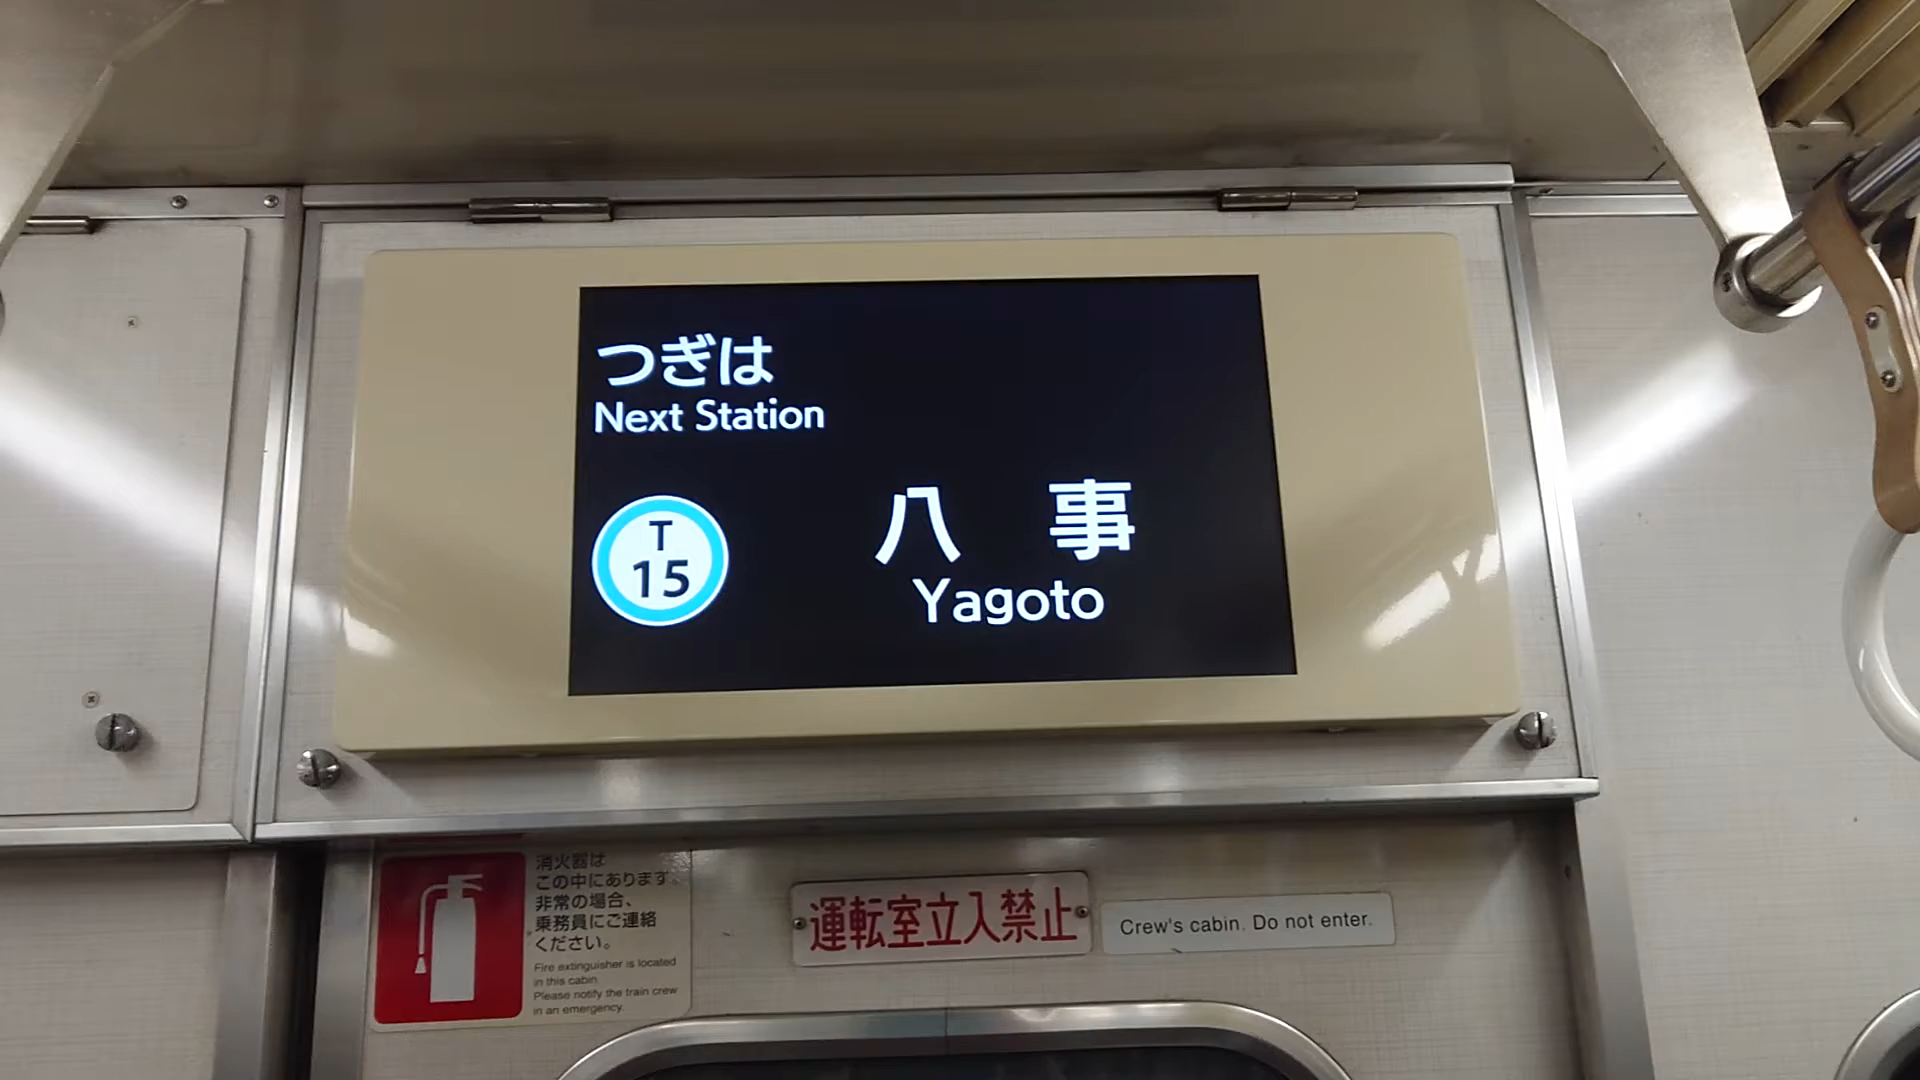 つぎは
Next Station
T
15
八事
Yagoto
消火器は
この中にあります。
非常の場合、
乗務員にご連絡
ください。
Fire extinguisher is located
in this cabin.
Please notify the train crew
in an emergency.
運転室立入禁止
Crew's cabin. Do not enter.